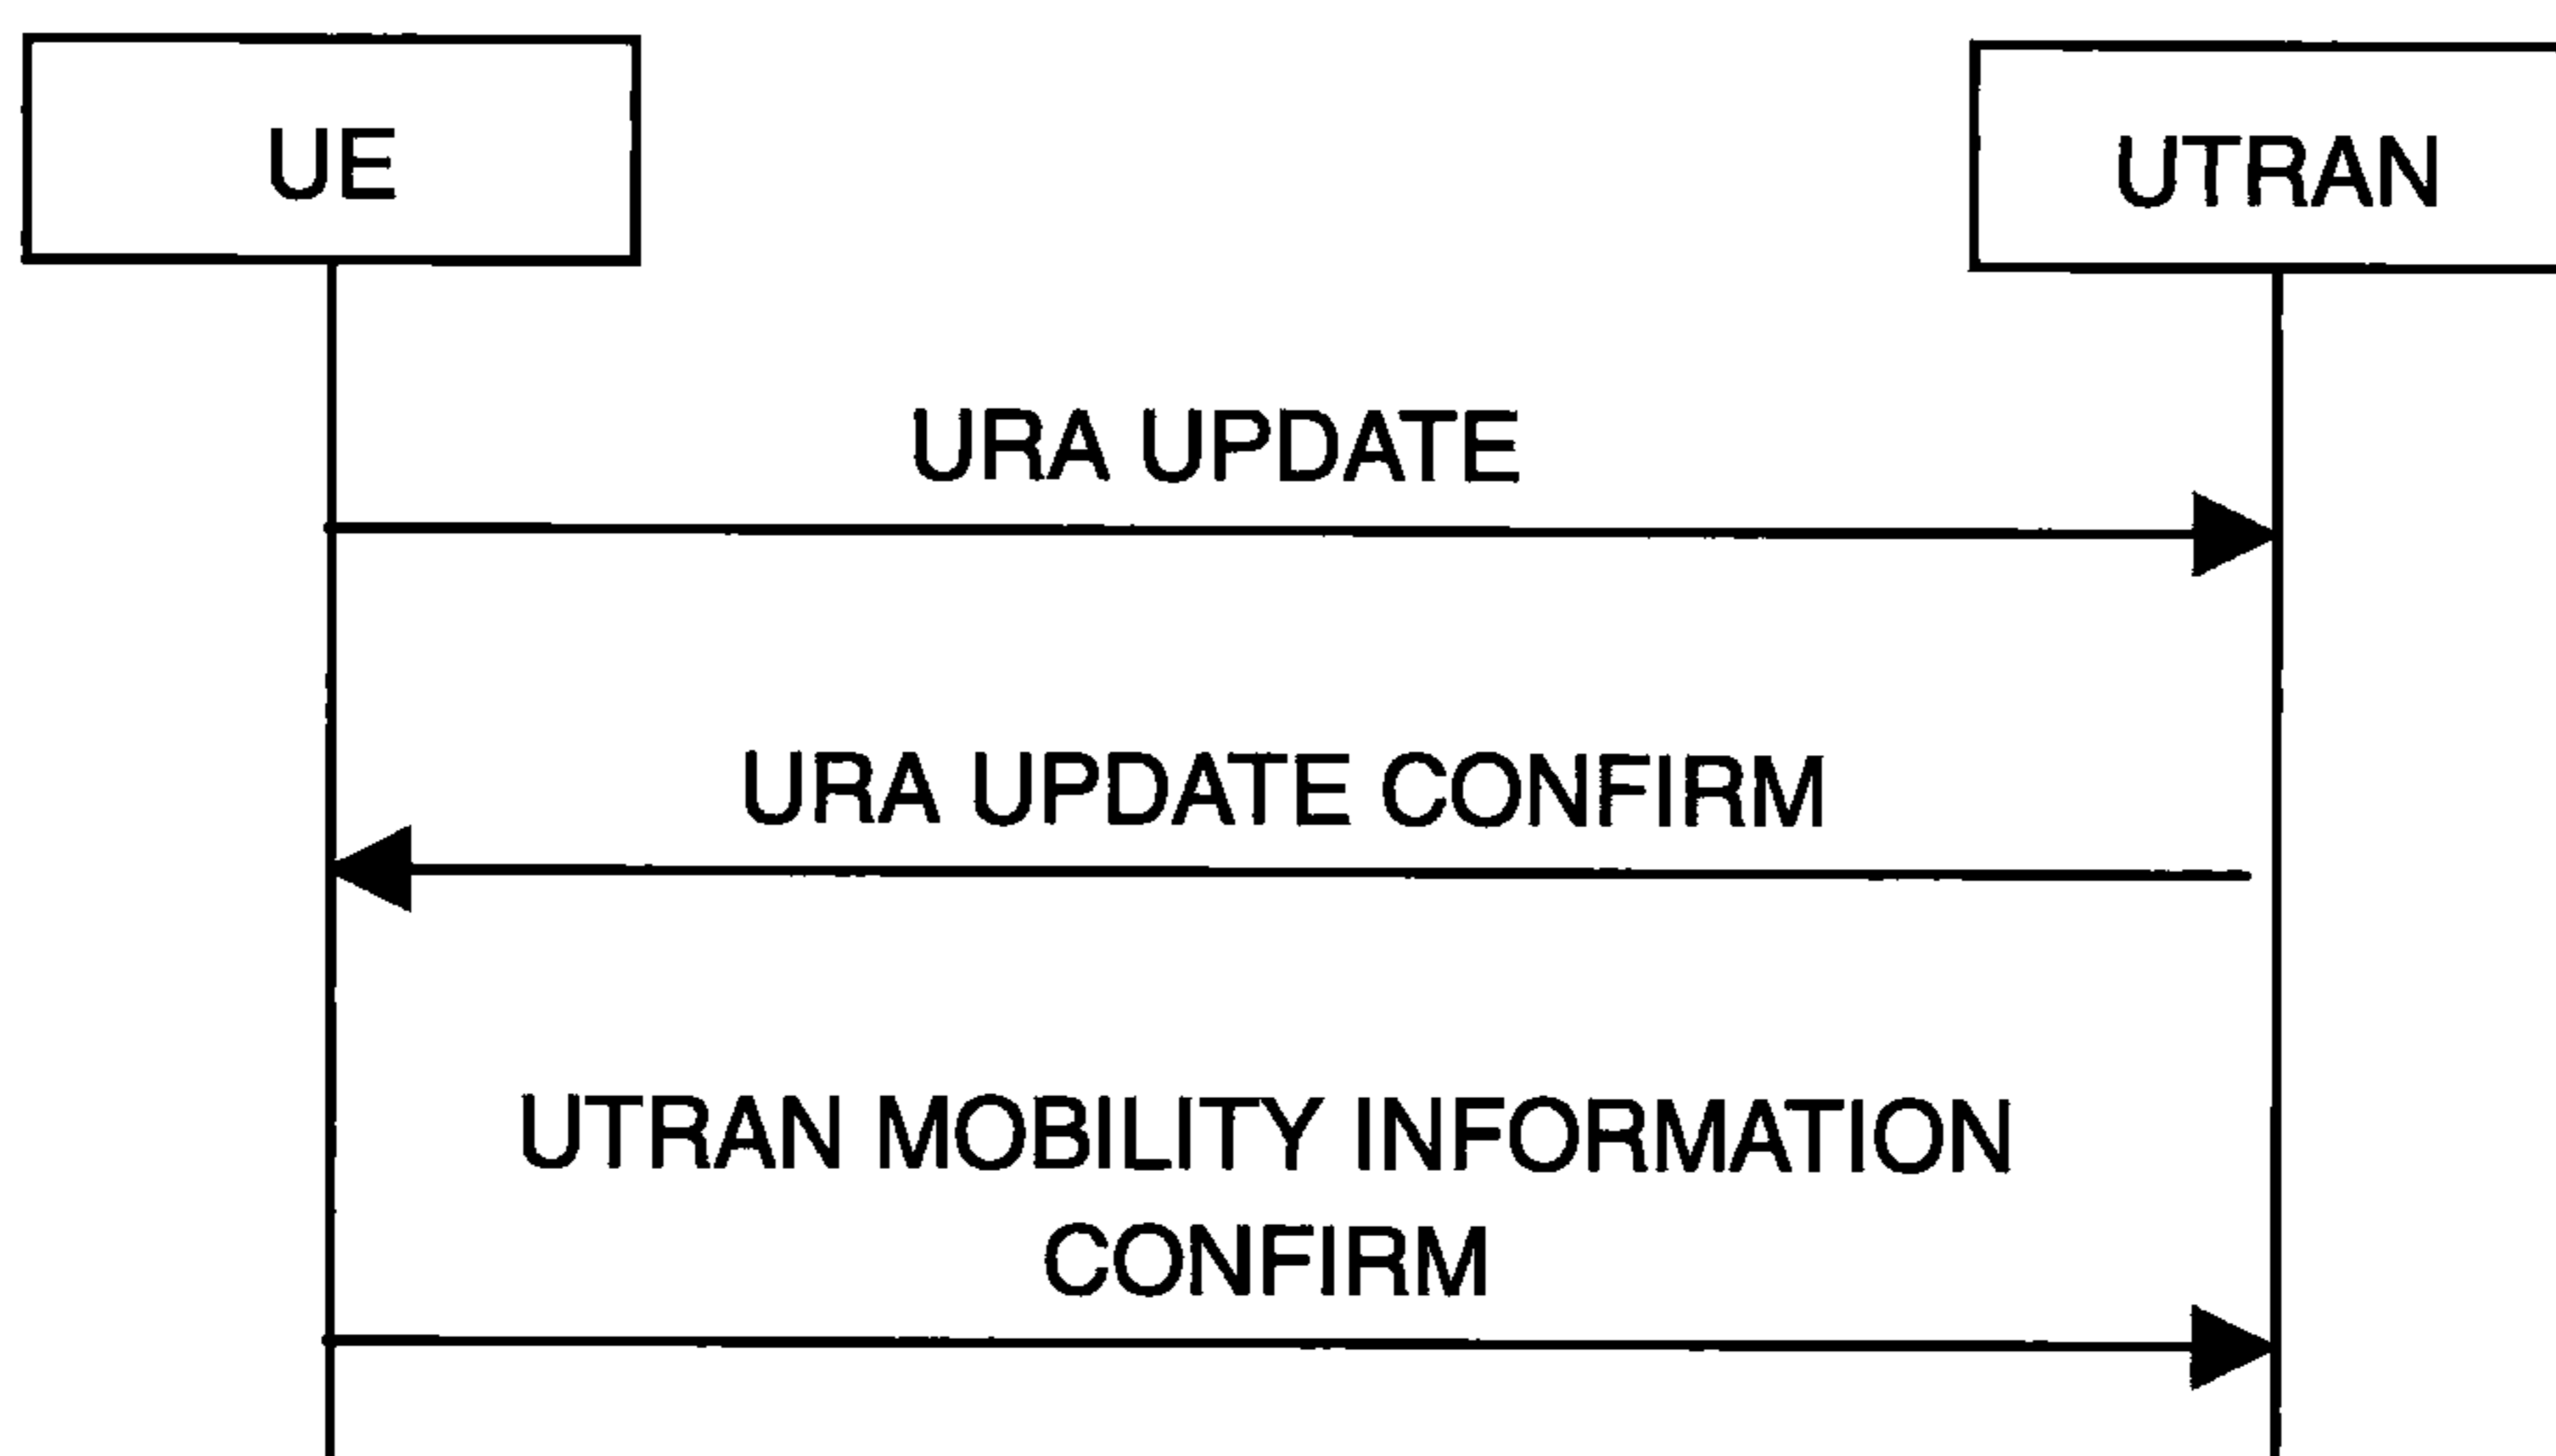 UE
UTRAN
URA UPDATE
URA UPDATE CONFIRM
UTRAN MOBILITY INFORMATION
CONFIRM